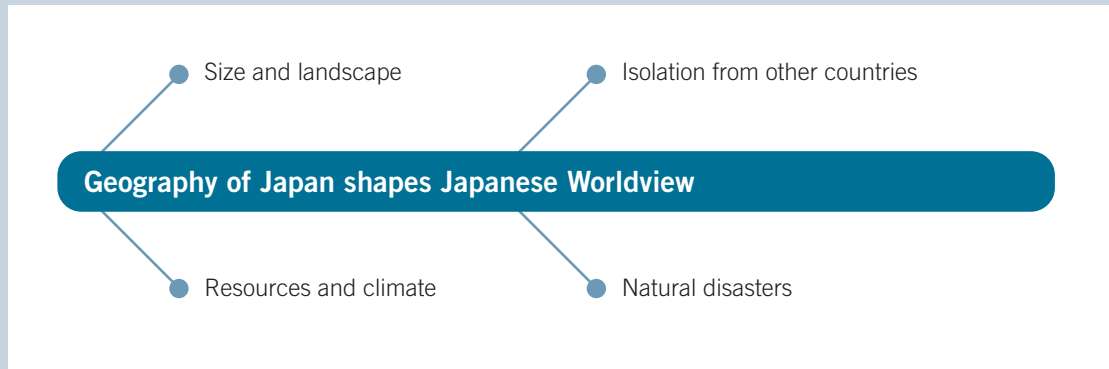 Size and landscape
Isolation from other countries
Geography of Japan shapes Japanese Worldview
Resources and climate
Natural disasters